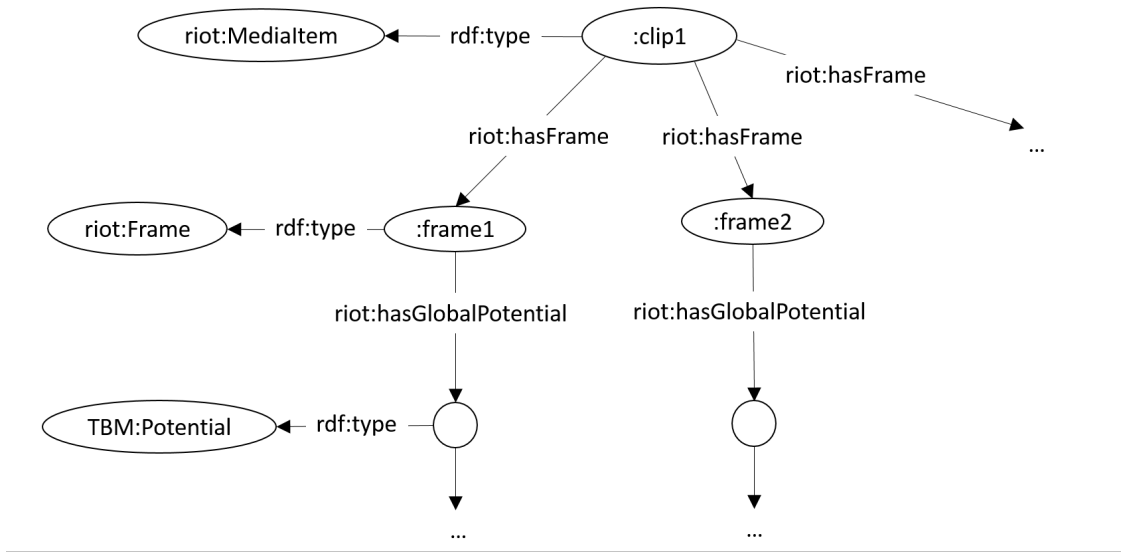 riot:MediaItem
rdf:type
:clip1
riot:hasFrame
riot:hasFrame
riot:hasFrame
...
riot:Frame
rdf:type
:frame1
:frame2
riot:hasGlobalPotential
riot:hasGlobalPotential
TBM:Potential
rdf:type
...
...